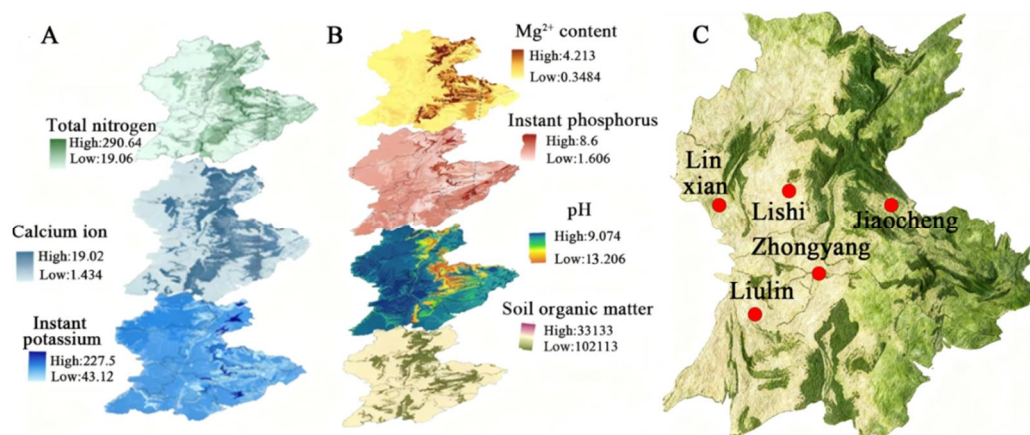 A
Total nitrogen
High:290.64
Low:19.06
Calcium ion
High:19.02
Low:1.434
Instant
potassium
High:227.5
Low:43.12
B
Mg²⁺ content
High:4.213
Low:0.3484
Instant phosphorus
High:8.6
Low:1.606
pH
High:9.074
Low:13.206
Soil organic matter
High:33133
Low:102113
C
Lin
xian
Lishi
Jiaocheng
Zhongyang
Liulin